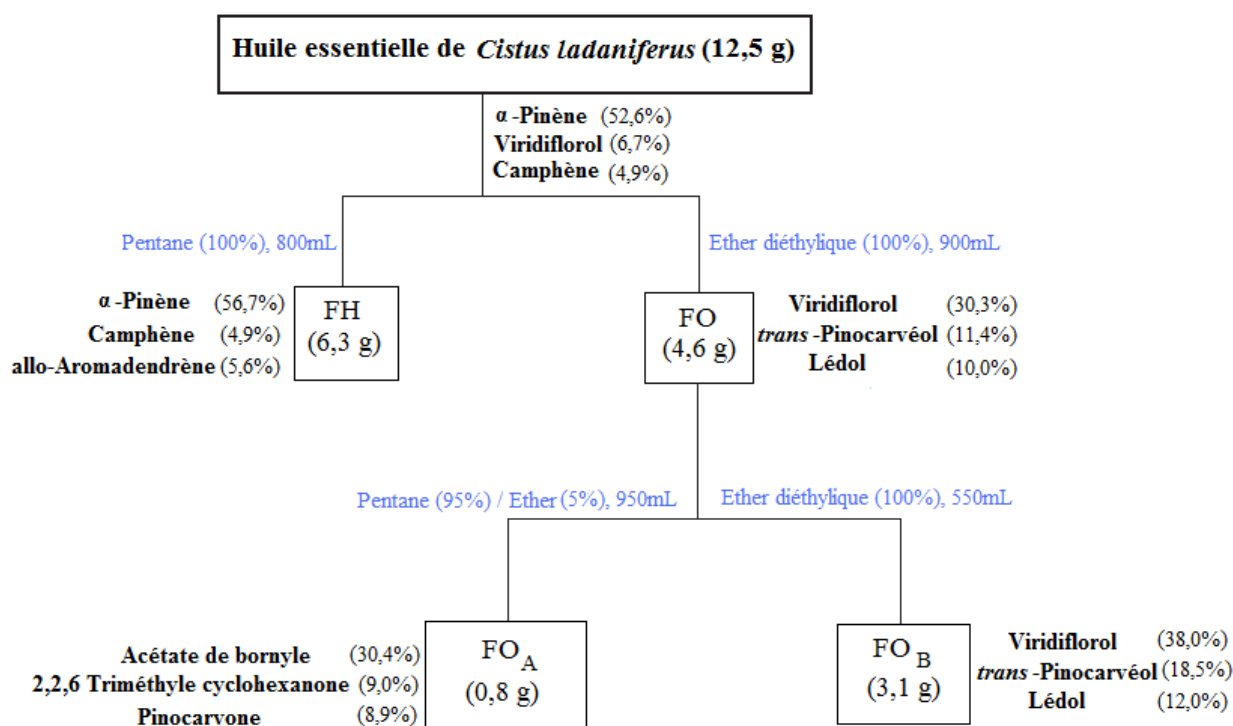 Huile essentielle de Cistus ladaniferus (12,5 g)
α -Pinène (52,6%)
Viridiflorol (6,7%)
Camphène (4,9%)
Pentane (100%), 800mL
Ether diéthylique (100%), 900mL
α -Pinène (56,7%)
Camphène (4,9%)
allo-Aromadendrène (5,6%)
FH
(6,3 g)
FO
(4,6 g)
Viridiflorol (30,3%)
trans -Pinocarvéol (11,4%)
Lédol (10,0%)
Pentane (95%) / Ether (5%), 950mL
Ether diéthylique (100%), 550mL
Acétate de bornyle (30,4%)
2,2,6 Triméthyle cyclohexanone (9,0%)
Pinocarvone (8,9%)
FO A
(0,8 g)
FO B
(3,1 g)
Viridiflorol (38,0%)
trans -Pinocarvéol (18,5%)
Lédol (12,0%)